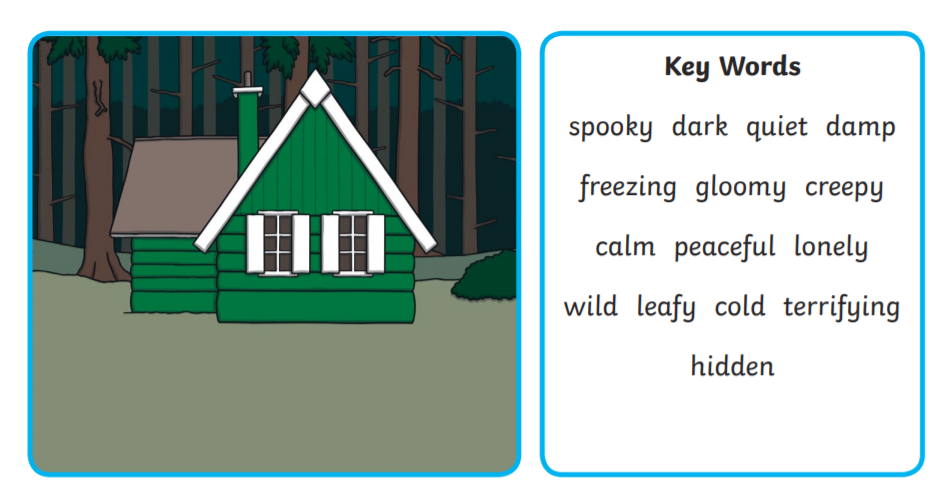 Key Words
spooky dark quiet damp
freezing gloomy creepy
calm peaceful lonely
wild leafy cold terrifying
hidden